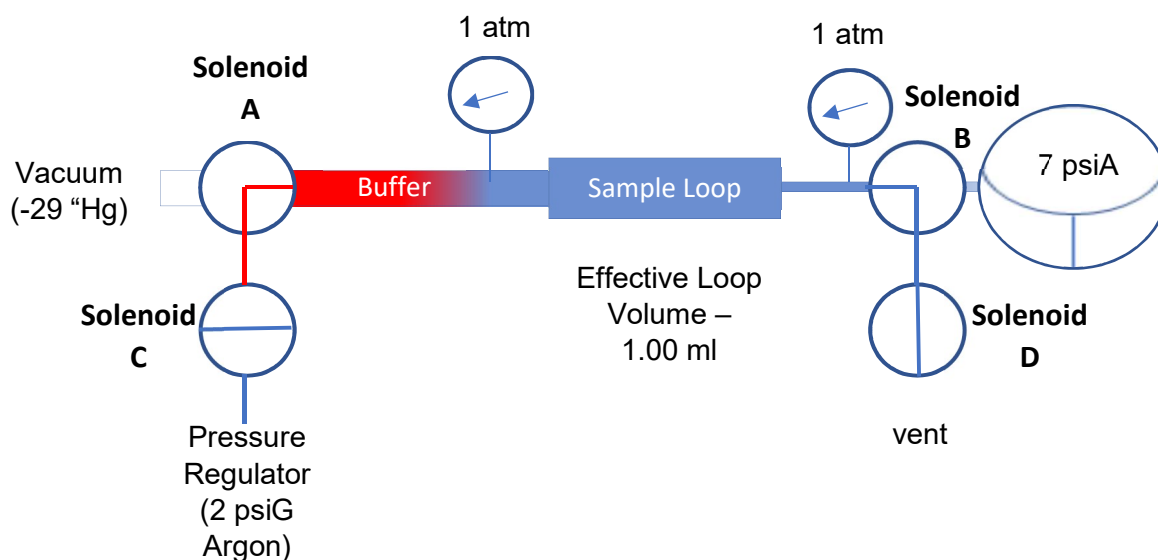 1 atm
1 atm
Solenoid
A
Solenoid
B
Vacuum
(-29 “Hg)
Buffer
Sample Loop
7 psiA
Effective Loop
Volume –
1.00 ml
Solenoid
C
Solenoid
D
Pressure
Regulator
(2 psiG
Argon)
vent